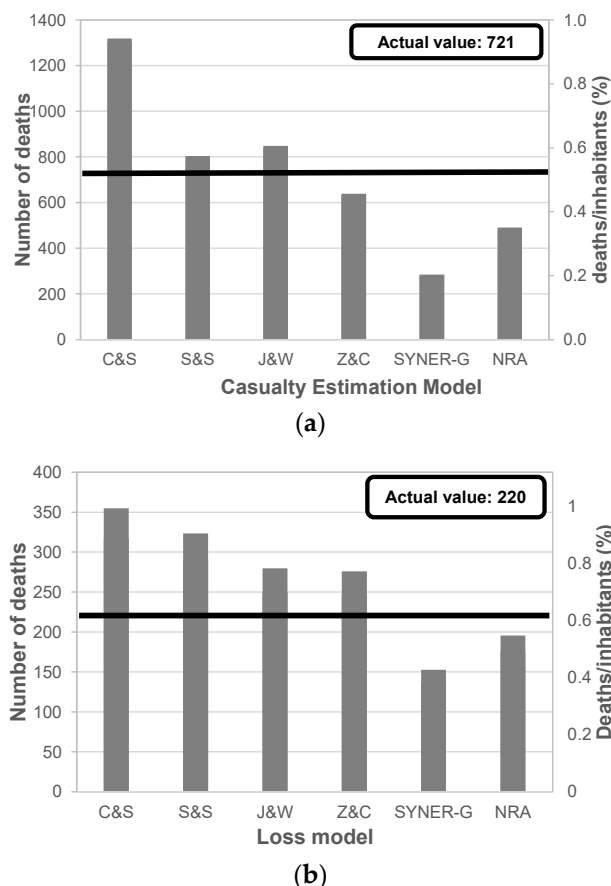 Actual value: 721
Number of deaths
1400
1200
1000
800
600
400
200
0
1.0
0.8
0.6
0.4
0.2
0.0
deaths/inhabitants (%)
C&S S&S J&W Z&C SYNER-G NRA
Casualty Estimation Model
(a)
Actual value: 220
Number of deaths
400
350
300
250
200
150
100
50
0
1
0.8
0.6
0.4
0.2
0
Deaths/inhabitants (%)
C&S S&S J&W Z&C SYNER-G NRA
Loss model
(b)